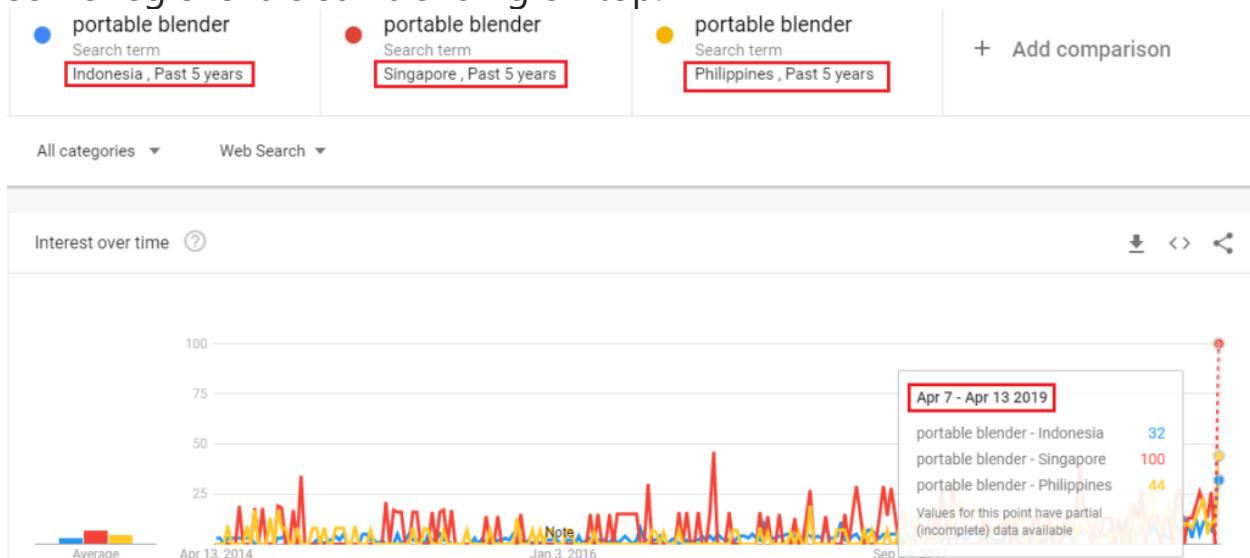 portable blender
Search term
Indonesia , Past 5 years
portable blender
Search term
Singapore , Past 5 years
portable blender
Search term
Philippines , Past 5 years
+ Add comparison
All categories
Web Search
Interest over time
100
75
50
25
Apr 7 - Apr 13 2019
portable blender - Indonesia 32
portable blender - Singapore 100
portable blender - Philippines 44
Values for this point have partial
(incomplete) data available
Note
Average
Apr 13, 2014
Jan 3, 2016
Sep